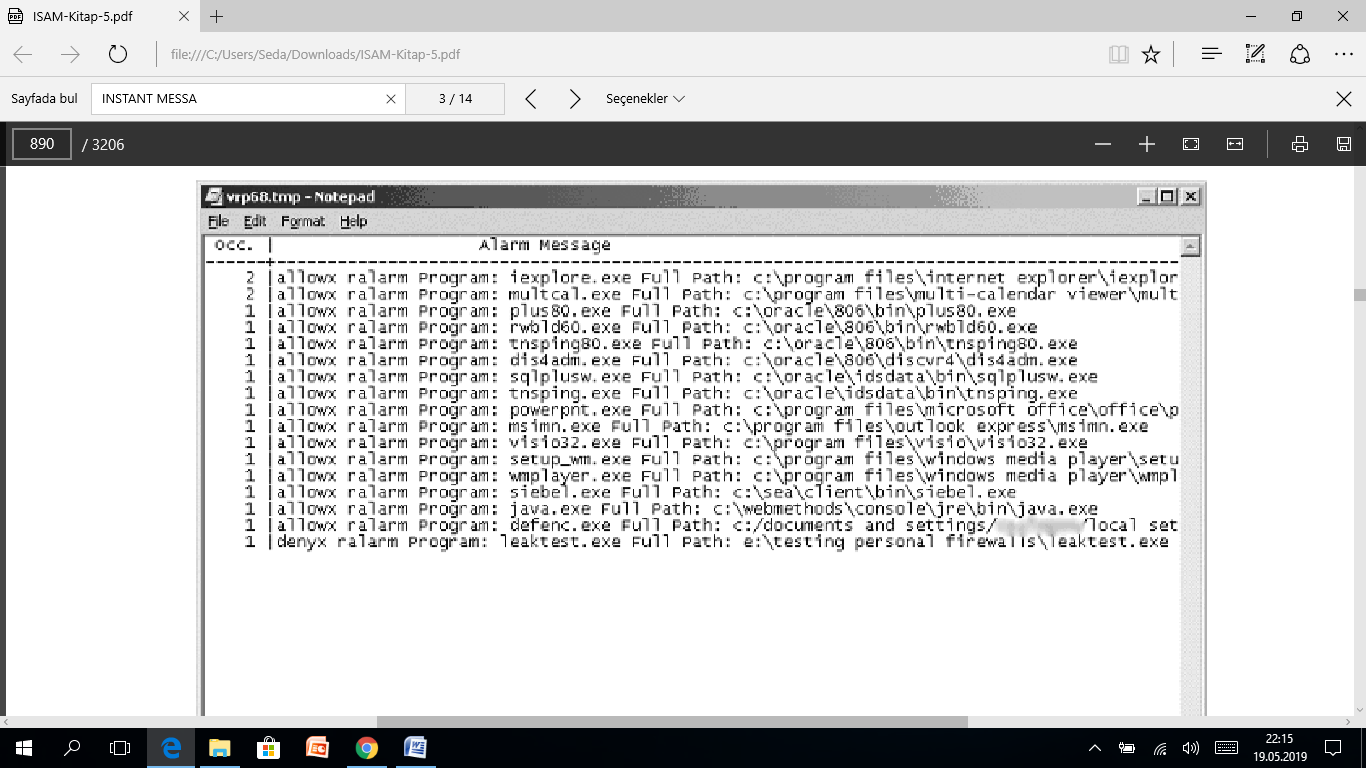 ISAM-Kitap-5.pdf
file:///C:/Users/Seda/Downloads/ISAM-Kitap-5.pdf
Sayfada bul INSTANT MESSA 3 / 14 Seçenekler
890 / 3206
vrp68.tmp - Notepad
File Edit Format Help
Occ. | Alarm Message
2 |allowx ralarm Program: iexplore.exe Full Path: c:\program files\internet explorer\iexplor
2 |allowx ralarm Program: multcal.exe Full Path: c:\program files\multi-calendar viewer\mult
1 |allowx ralarm Program: plus80.exe Full Path: c:\oracle\806\bin\plus80.exe
1 |allowx ralarm Program: rwbld60.exe Full Path: c:\oracle\806\bin\rwbld60.exe
1 |allowx ralarm Program: tnsping80.exe Full Path: c:\oracle\806\bin\tnsping80.exe
1 |allowx ralarm Program: dis4adm.exe Full Path: c:\oracle\806\discvr4\dis4adm.exe
1 |allowx ralarm Program: sqlplusw.exe Full Path: c:\oracle\idsdata\bin\sqlplusw.exe
1 |allowx ralarm Program: tnsping.exe Full Path: c:\oracle\idsdata\bin\tnsping.exe
1 |allowx ralarm Program: powerpnt.exe Full Path: c:\program files\microsoft office\office\p
1 |allowx ralarm Program: msimn.exe Full Path: c:\program files\outlook express\msimn.exe
1 |allowx ralarm Program: visio32.exe Full Path: c:\program files\visio\visio32.exe
1 |allowx ralarm Program: setup_wm.exe Full Path: c:\program files\windows media player\setu
1 |allowx ralarm Program: wmplayer.exe Full Path: c:\program files\windows media player\wmpl
1 |allowx ralarm Program: siebel.exe Full Path: c:\sea\client\bin\siebel.exe
1 |allowx ralarm Program: java.exe Full Path: c:\webmethods\console\jre\bin\java.exe
1 |allowx ralarm Program: defenc.exe Full Path: c:/documents and settings/ /local set
1 |denyx ralarm Program: leaktest.exe Full Path: e:\testing personal firewalls\leaktest.exe
22:15
19.05.2019